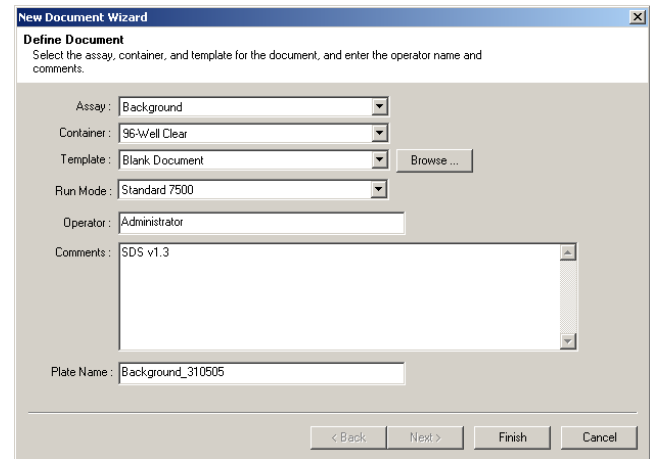 New Document Wizard
Define Document
Select the assay, container, and template for the document, and enter the operator name and
comments.
Assay : Background
Container : 96-Well Clear
Template : Blank Document Browse ...
Run Mode : Standard 7500
Operator : Administrator
Comments : SDS v1.3
Plate Name : Background_310505
< Back Next > Finish Cancel